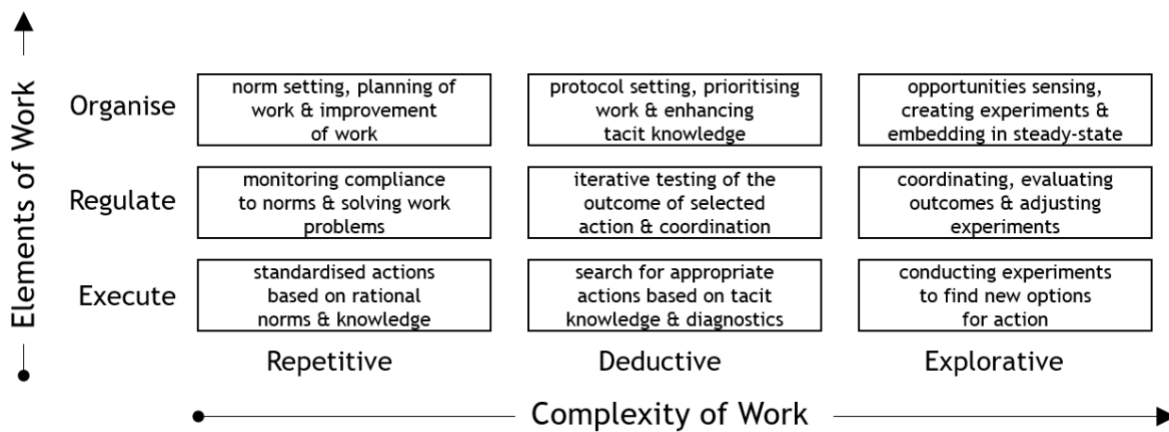 Elements of Work
Organise
norm setting, planning of
work & improvement
of work
protocol setting, prioritising
work & enhancing
tacit knowledge
opportunities sensing,
creating experiments &
embedding in steady-state
Regulate
monitoring compliance
to norms & solving work
problems
iterative testing of the
outcome of selected
action & coordination
coordinating, evaluating
outcomes & adjusting
experiments
Execute
standardised actions
based on rational
norms & knowledge
search for appropriate
actions based on tacit
knowledge & diagnostics
conducting experiments
to find new options
for action
Repetitive
Deductive
Explorative
Complexity of Work